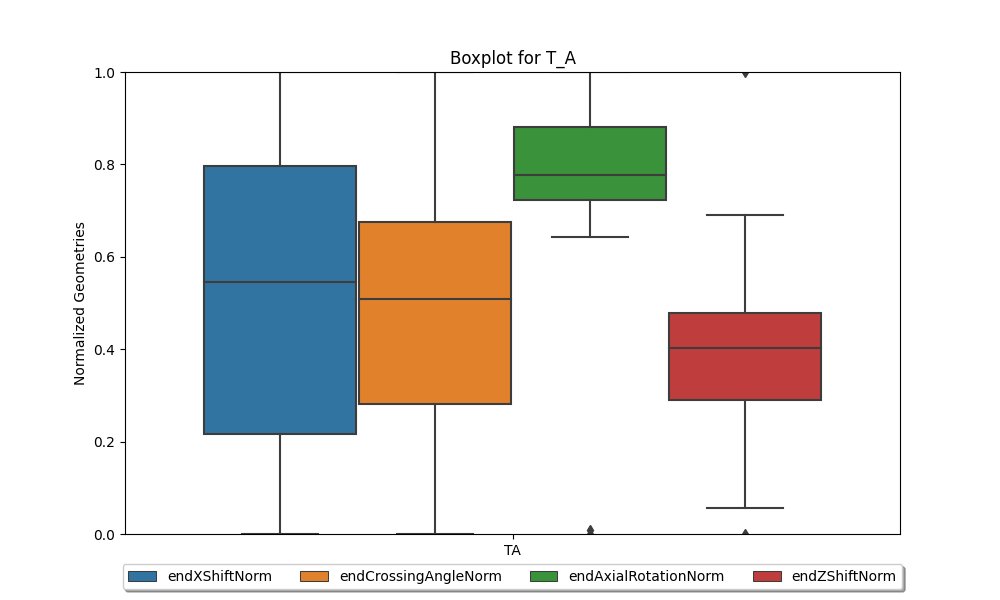 Boxplot for T_A
1.0
0.8
0.6
0.4
0.2
0.0
Normalized Geometries
TA
endXShiftNorm endCrossingAngleNorm endAxialRotationNorm endZShiftNorm